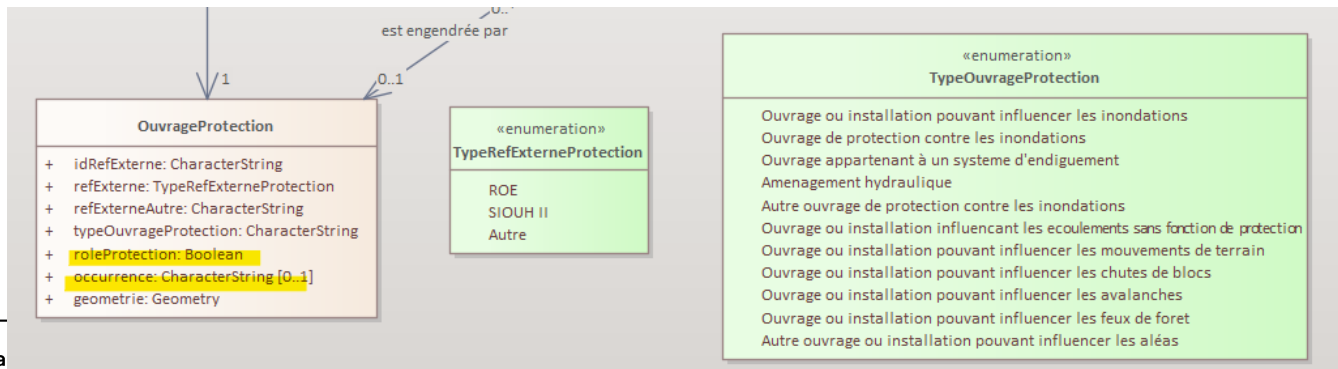 0..
est engendrée par
1
0..1
OuvrageProtection
+ idRefExterne: CharacterString
+ refExterne: TypeRefExterneProtection
+ refExterneAutre: CharacterString
+ typeOuvrageProtection: CharacterString
+ roleProtection: Boolean
+ occurrence: CharacterString [0..1]
+ geometrie: Geometry
«enumeration»
TypeRefExterneProtection
ROE
SIOUH II
Autre
«enumeration»
TypeOuvrageProtection
Ouvrage ou installation pouvant influencer les inondations
Ouvrage de protection contre les inondations
Ouvrage appartenant à un systeme d'endiguement
Amenagement hydraulique
Autre ouvrage de protection contre les inondations
Ouvrage ou installation influencant les ecoulements sans fonction de protection
Ouvrage ou installation pouvant influencer les mouvements de terrain
Ouvrage ou installation pouvant influencer les chutes de blocs
Ouvrage ou installation pouvant influencer les avalanches
Ouvrage ou installation pouvant influencer les feux de foret
Autre ouvrage ou installation pouvant influencer les aléas
a